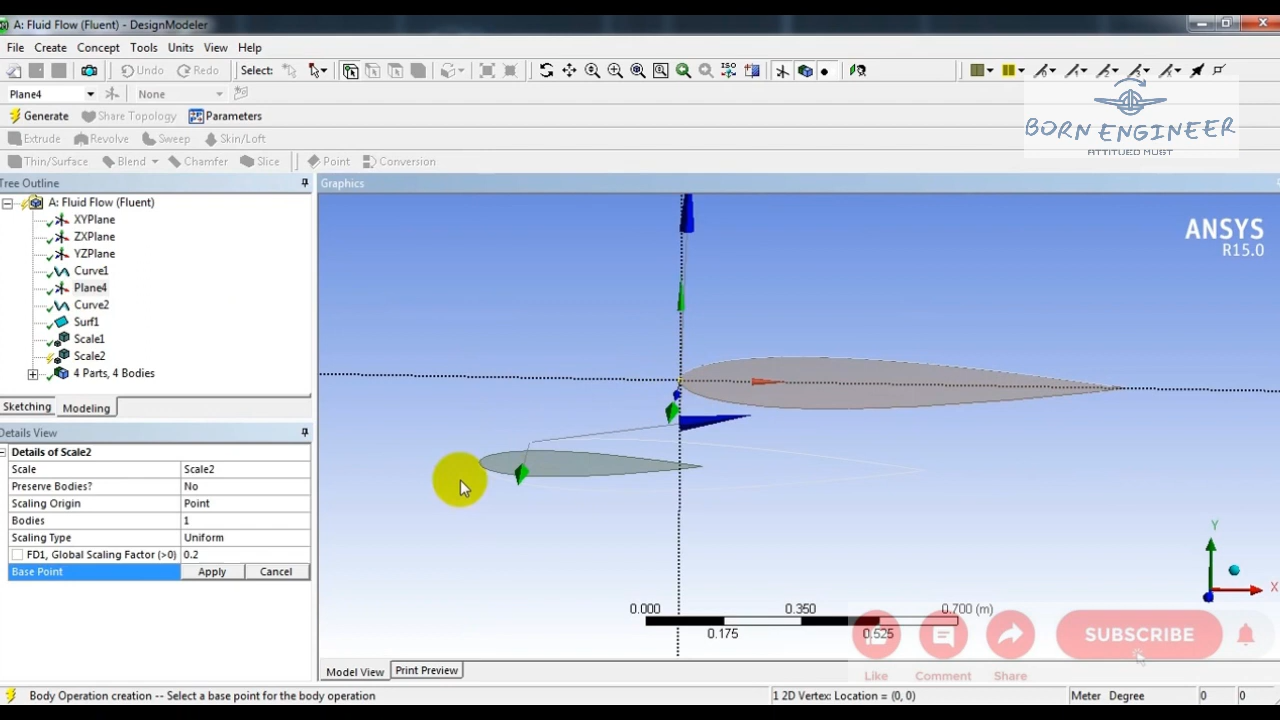 A: Fluid Flow (Fluent) - DesignModeler
File Create Concept Tools Units View Help
Undo Redo Select: ISO
Plane4 None
Generate Share Topology Parameters
Extrude Revolve Sweep Skin/Loft
Thin/Surface Blend Chamfer Slice Point Conversion
BORN ENGINEER
ATTITUED MUST
Tree Outline
A: Fluid Flow (Fluent)
XYPlane
ZXPlane
YZPlane
Curve1
Plane4
Curve2
Surf1
Scale1
Scale2
4 Parts, 4 Bodies
Sketching Modeling
Details View
Details of Scale2
Scale Scale2
Preserve Bodies? No
Scaling Origin Point
Bodies 1
Scaling Type Uniform
FD1, Global Scaling Factor (>0) 0.2
Base Point Apply Cancel
Graphics
ANSYS
R15.0
Y
X
0.000 0.350 0.700 (m)
0.175 0.525
SUBSCRIBE
Like Comment Share
Model View Print Preview
Body Operation creation -- Select a base point for the body operation 1 2D Vertex: Location = (0, 0) Meter Degree 0 0